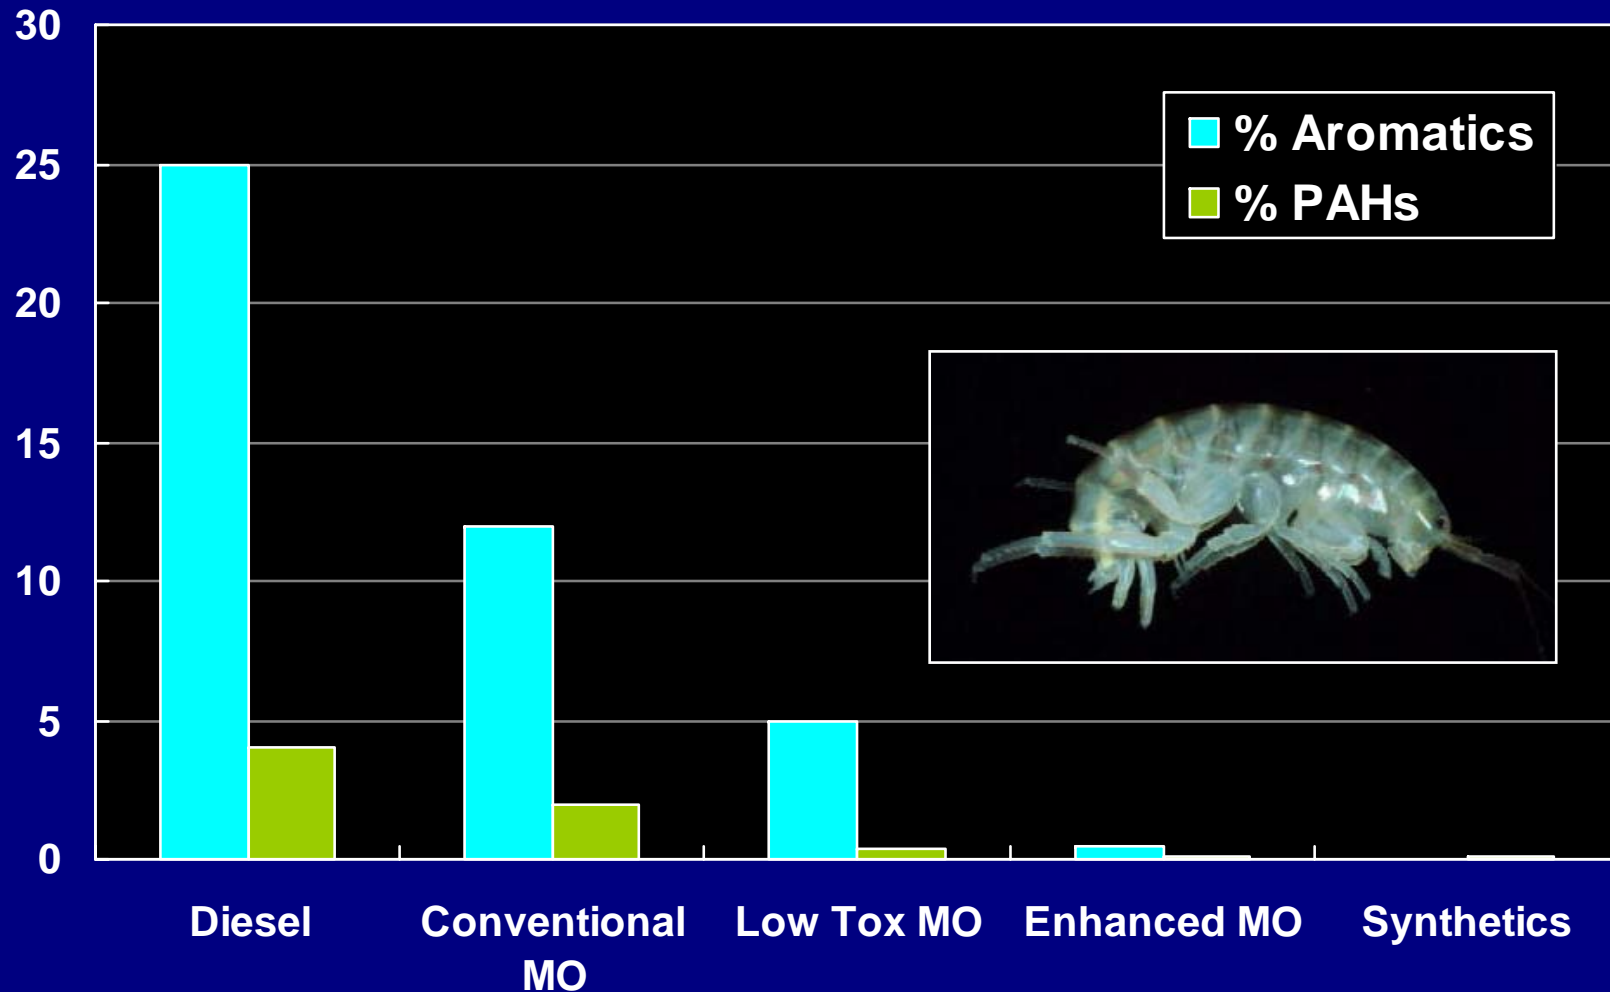 30
25
20
15
10
5
0
% Aromatics
% PAHs
Diesel
Conventional
MO
Low Tox MO
Enhanced MO
Synthetics